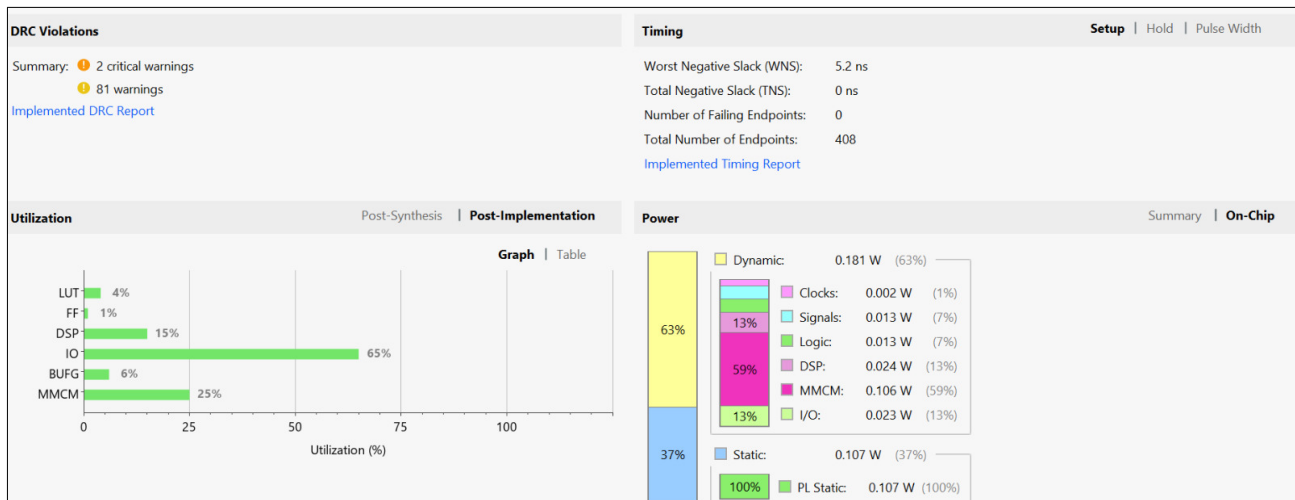 DRC Violations
Summary: 2 critical warnings
81 warnings
Implemented DRC Report
Timing
Setup | Hold | Pulse Width
Worst Negative Slack (WNS): 5.2 ns
Total Negative Slack (TNS): 0 ns
Number of Failing Endpoints: 0
Total Number of Endpoints: 408
Implemented Timing Report
Utilization
Post-Synthesis | Post-Implementation
Graph | Table
LUT 4%
FF 1%
DSP 15%
IO 65%
BUFG 6%
MMCM 25%
0 25 50 75 100
Utilization (%)
Power
Summary | On-Chip
63%
37%
Dynamic: 0.181 W (63%)
Clocks: 0.002 W (1%)
Signals: 0.013 W (7%)
Logic: 0.013 W (7%)
13% DSP: 0.024 W (13%)
59% MMCM: 0.106 W (59%)
13% I/O: 0.023 W (13%)
Static: 0.107 W (37%)
100% PL Static: 0.107 W (100%)